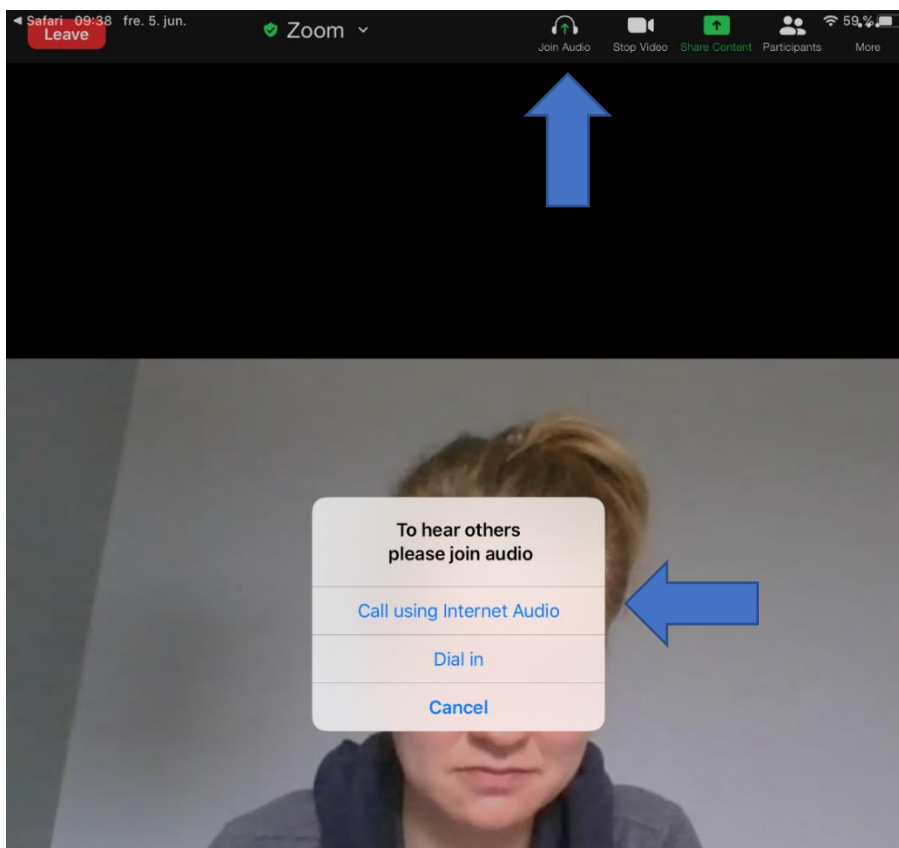 Safari 09:38 fre. 5. jun. 59 %
Leave Zoom
Join Audio Stop Video Share Content Participants More
To hear others
please join audio
Call using Internet Audio
Dial in
Cancel